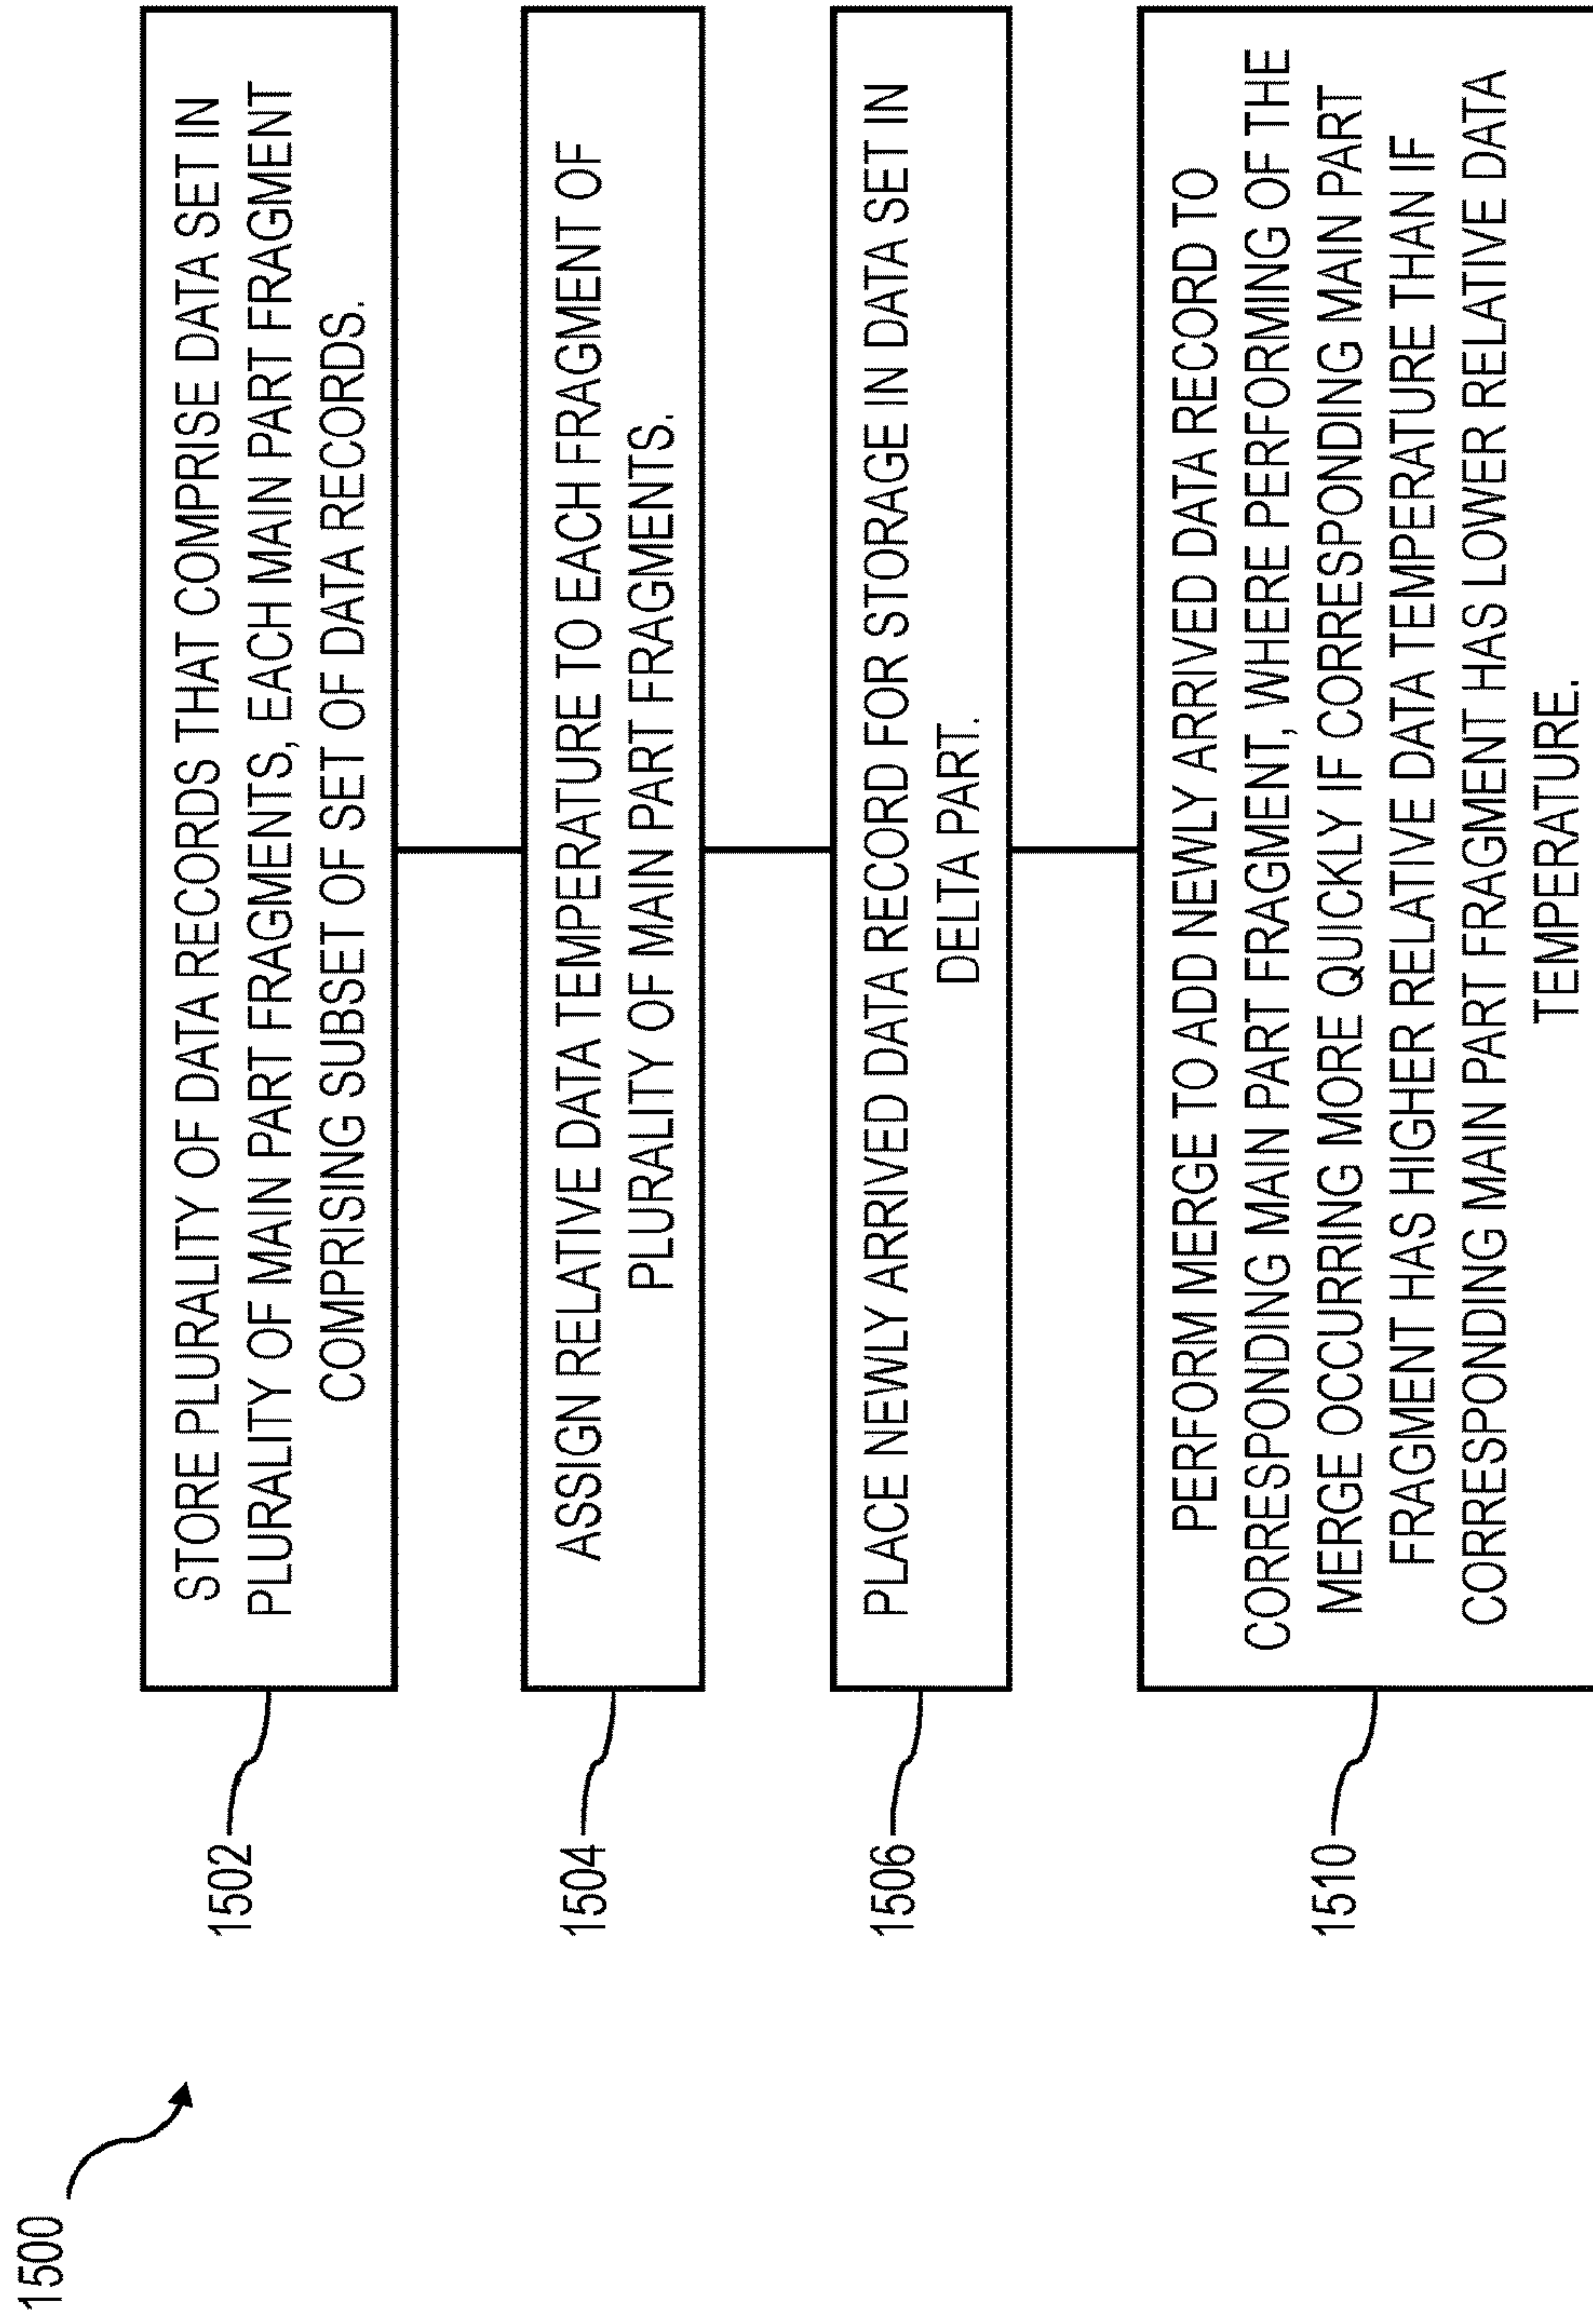 1500
1502
STORE PLURALITY OF DATA RECORDS THAT COMPRISE DATA SET IN
PLURALITY OF MAIN PART FRAGMENTS, EACH MAIN PART FRAGMENT
COMPRISING SUBSET OF SET OF DATA RECORDS.
1504
ASSIGN RELATIVE DATA TEMPERATURE TO EACH FRAGMENT OF
PLURALITY OF MAIN PART FRAGMENTS.
1506
PLACE NEWLY ARRIVED DATA RECORD FOR STORAGE IN DATA SET IN
DELTA PART.
1510
PERFORM MERGE TO ADD NEWLY ARRIVED DATA RECORD TO
CORRESPONDING MAIN PART FRAGMENT, WHERE PERFORMING OF THE
MERGE OCCURRING MORE QUICKLY IF CORRESPONDING MAIN PART
FRAGMENT HAS HIGHER RELATIVE DATA TEMPERATURE THAN IF
CORRESPONDING MAIN PART FRAGMENT HAS LOWER RELATIVE DATA
TEMPERATURE.